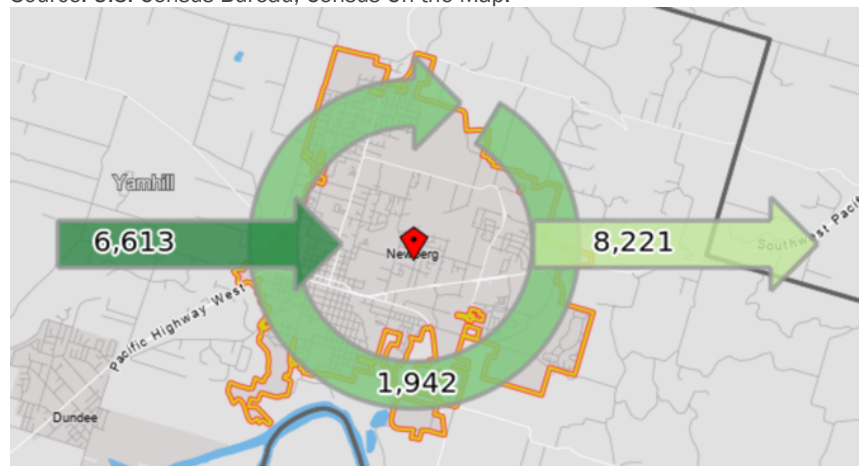 Source: U.S. Census Bureau, Census On the Map.
Yamhill
6,613
8,221
Newberg
Southwest Pacif
Pacific Highway West
1,942
Dundee